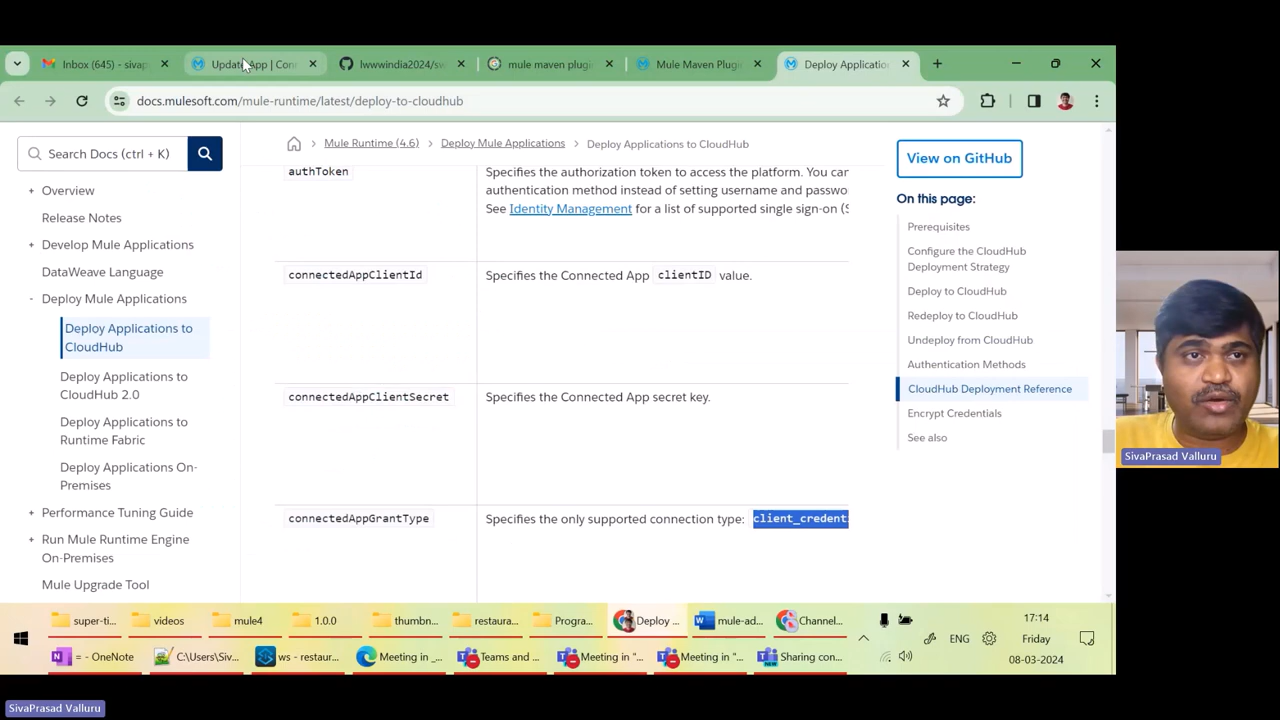 Inbox (645) - sivap
Update App | Con
lwwwindia2024/sw
mule maven plugi
Mule Maven Plug
Deploy Applicatio
docs.mulesoft.com/mule-runtime/latest/deploy-to-cloudhub
Search Docs (ctrl + K)
Mule Runtime (4.6)
Deploy Mule Applications
Deploy Applications to CloudHub
View on GitHub
Overview
Release Notes
Develop Mule Applications
DataWeave Language
Deploy Mule Applications
Deploy Applications to
CloudHub
Deploy Applications to
CloudHub 2.0
Deploy Applications to
Runtime Fabric
Deploy Applications On-
Premises
Performance Tuning Guide
Run Mule Runtime Engine
On-Premises
Mule Upgrade Tool
authToken
Specifies the authorization token to access the platform. You can
authentication method instead of setting username and passwo
See Identity Management for a list of supported single sign-on (S
connectedAppClientId
Specifies the Connected App clientID value.
connectedAppClientSecret
Specifies the Connected App secret key.
connectedAppGrantType
Specifies the only supported connection type: client_credent
On this page:
Prerequisites
Configure the CloudHub
Deployment Strategy
Deploy to CloudHub
Redeploy to CloudHub
Undeploy from CloudHub
Authentication Methods
CloudHub Deployment Reference
Encrypt Credentials
See also
SivaPrasad Valluru
super-ti...
videos
mule4
1.0.0
thumbn...
restaura...
Progra...
Deploy ...
mule-ad...
Channel...
ENG
17:14
Friday
08-03-2024
= - OneNote
C:\Users\Siv...
ws - restaur...
Meeting in _...
Teams and ...
Meeting in "...
Meeting in "...
Sharing con...
NEW
SivaPrasad Valluru